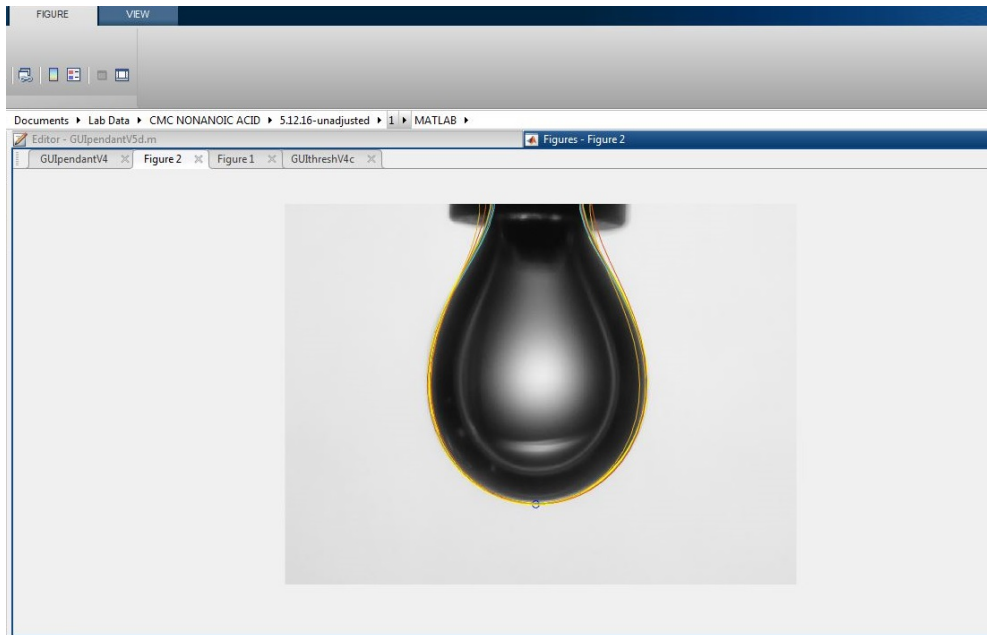 FIGURE VIEW
Documents Lab Data CMC NONANOIC ACID 5.12.16-unadjusted 1 MATLAB
Editor - GUIpendantV5d.m Figures - Figure 2
GUIpendantV4 Figure 2 Figure 1 GUIthreshV4c